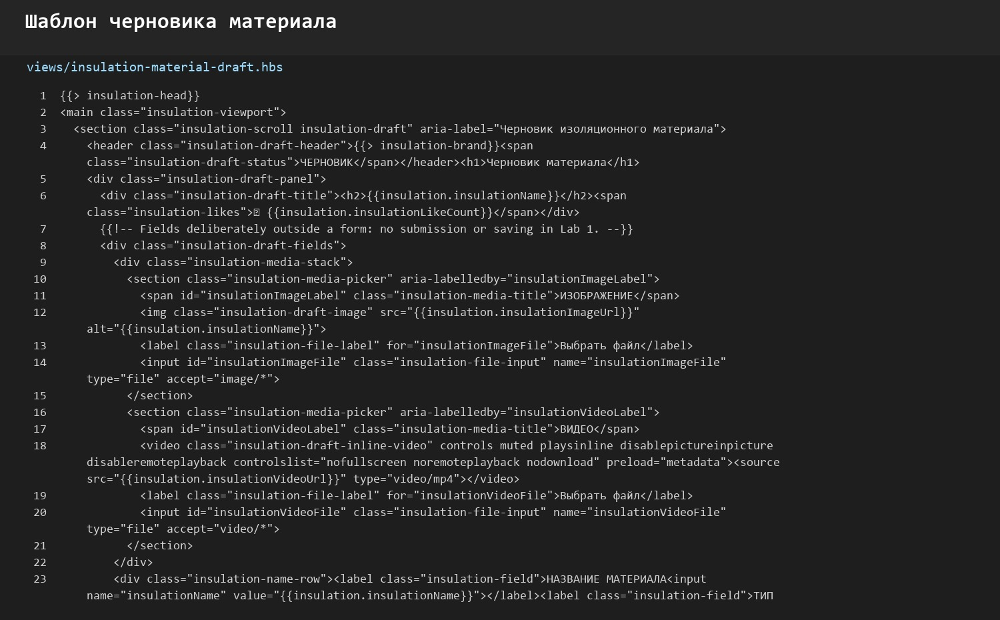 Шаблон черновика материала
views/insulation-material-draft.hbs
1 {{> insulation-head}}
2 <main class="insulation-viewport">
3 <section class="insulation-scroll insulation-draft" aria-label="Черновик изоляционного материала">
4 <header class="insulation-draft-header">{{> insulation-brand}}<span
class="insulation-draft-status">ЧЕРНОВИК</span></header><h1>Черновик материала</h1>
5 <div class="insulation-draft-panel">
6 <div class="insulation-draft-title"><h2>{{insulation.insulationName}}</h2><span
class="insulation-likes"> {{insulation.insulationLikeCount}}</span></div>
7 {{!-- Fields deliberately outside a form: no submission or saving in Lab 1. --}}
8 <div class="insulation-draft-fields">
9 <div class="insulation-media-stack">
10 <section class="insulation-media-picker" aria-labelledby="insulationImageLabel">
11 <span id="insulationImageLabel" class="insulation-media-title">ИЗОБРАЖЕНИЕ</span>
12 <img class="insulation-draft-image" src="{{insulation.insulationImageUrl}}"
alt="{{insulation.insulationName}}">
13 <label class="insulation-file-label" for="insulationImageFile">Выбрать файл</label>
14 <input id="insulationImageFile" class="insulation-file-input" name="insulationImageFile"
type="file" accept="image/*">
15 </section>
16 <section class="insulation-media-picker" aria-labelledby="insulationVideoLabel">
17 <span id="insulationVideoLabel" class="insulation-media-title">ВИДЕО</span>
18 <video class="insulation-draft-inline-video" controls muted playsinline disablepictureinpicture
disableremoteplayback controlslist="nofullscreen noremoteplayback nodownload" preload="metadata"><source
src="{{insulation.insulationVideoUrl}}" type="video/mp4"></video>
19 <label class="insulation-file-label" for="insulationVideoFile">Выбрать файл</label>
20 <input id="insulationVideoFile" class="insulation-file-input" name="insulationVideoFile"
type="file" accept="video/*">
21 </section>
22 </div>
23 <div class="insulation-name-row"><label class="insulation-field">НАЗВАНИЕ МАТЕРИАЛА<input
name="insulationName" value="{{insulation.insulationName}}"></label><label class="insulation-field">ТИП